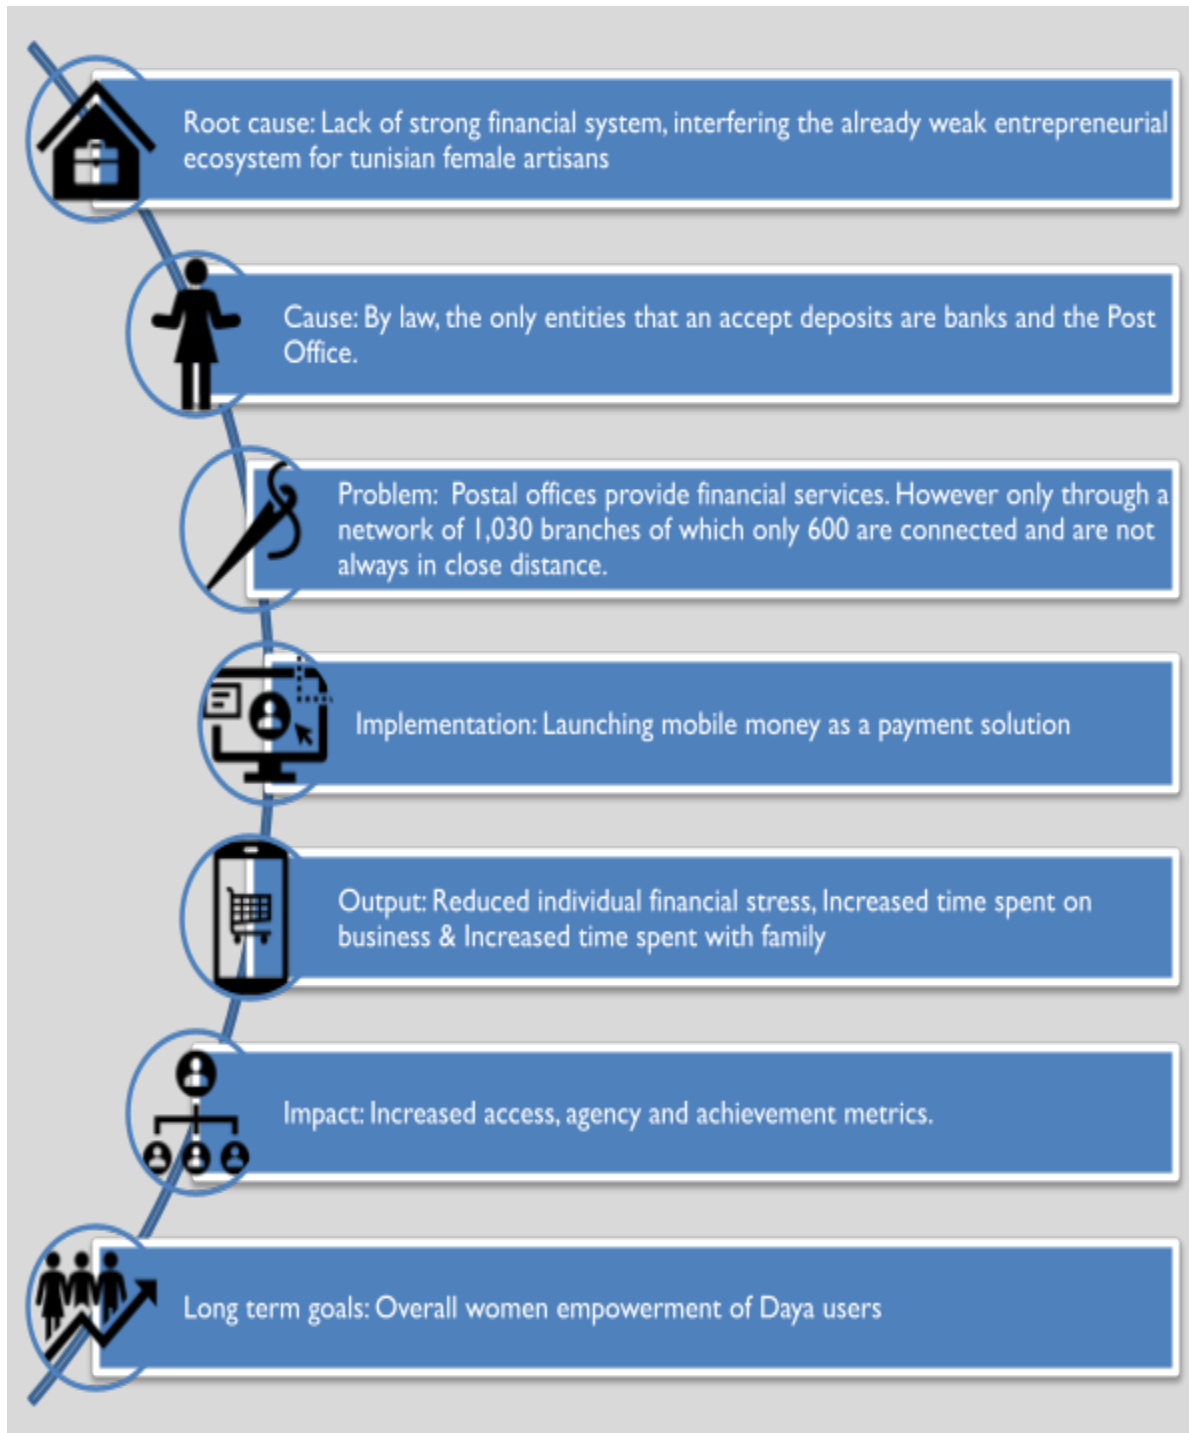 Root cause: Lack of strong financial system, interfering the already weak entrepreneurial
ecosystem for tunisian female artisans
Cause: By law, the only entities that an accept deposits are banks and the Post
Office.
Problem:  Postal offices provide financial services. However only through a
network of 1,030 branches of which only 600 are connected and are not
always in close distance.
Implementation: Launching mobile money as a payment solution
Output: Reduced individual financial stress, Increased time spent on
business & Increased time spent with family
Impact: Increased access, agency and achievement metrics.
Long term goals: Overall women empowerment of Daya users